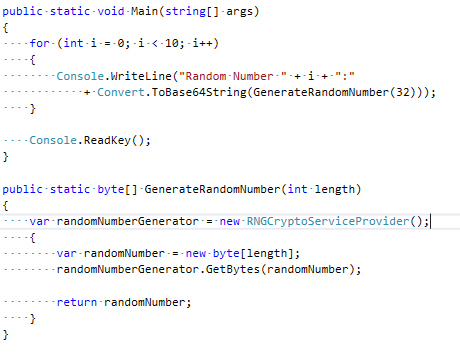 public static void Main(string[] args)
{
    for (int i = 0; i < 10; i++)
    {
        Console.WriteLine("Random Number " + i + ":"
            + Convert.ToBase64String(GenerateRandomNumber(32)));
    }

    Console.ReadKey();
}

public static byte[] GenerateRandomNumber(int length)
{
    var randomNumberGenerator = new RNGCryptoServiceProvider();
    {
        var randomNumber = new byte[length];
        randomNumberGenerator.GetBytes(randomNumber);

        return randomNumber;
    }
}